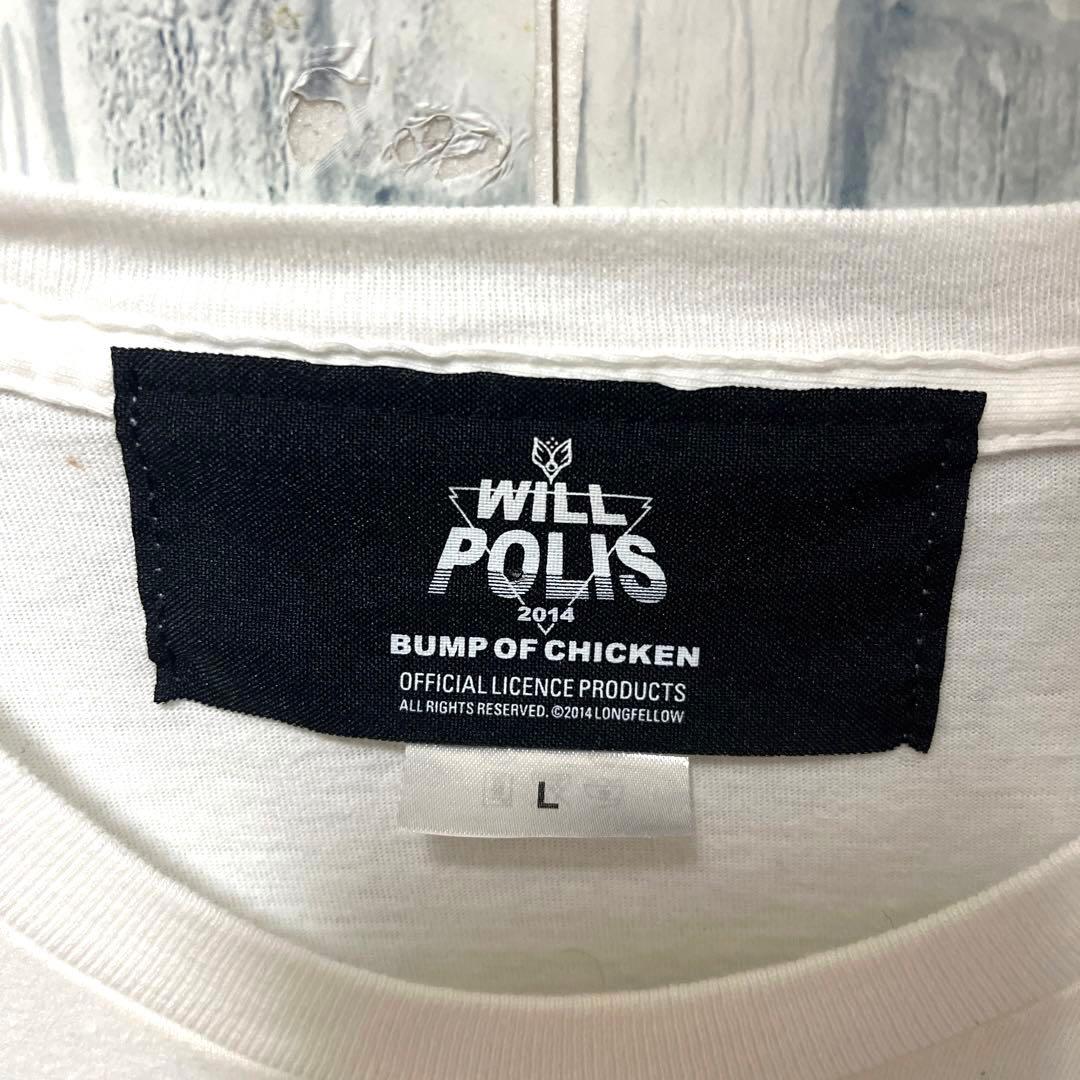 WILL
POLIS
2014
BUMP OF CHICKEN
OFFICIAL LICENCE PRODUCTS
ALL RIGHTS RESERVED. ©2014 LONGFELLOW
L